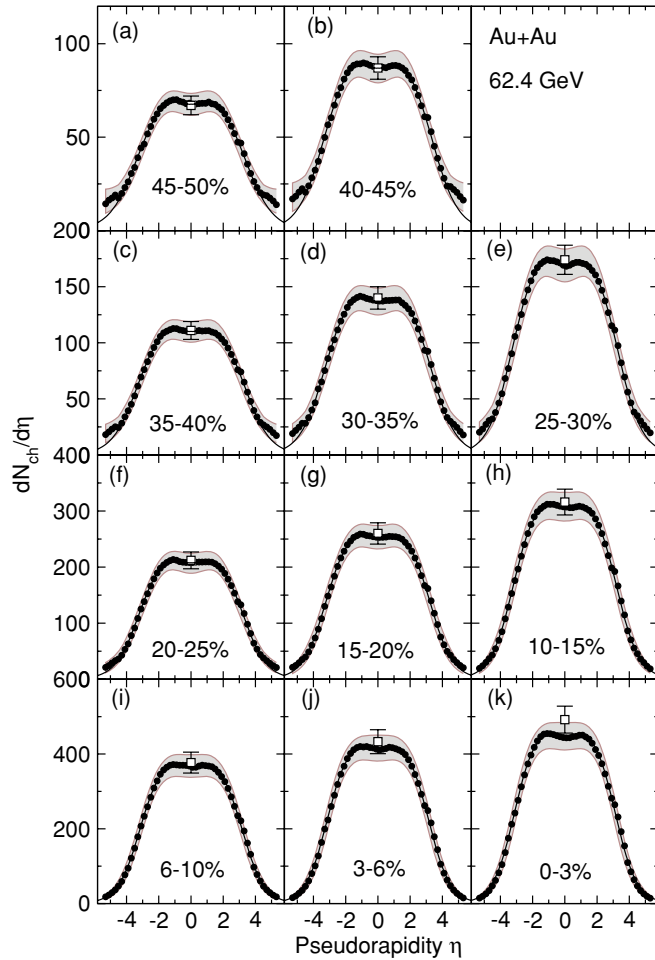 (a)
(b)
Au+Au
62.4 GeV
100
50
0
45-50%
40-45%
200
(c)
(d)
(e)
150
100
50
0
35-40%
30-35%
25-30%
dN_ch/dη
400
(f)
(g)
(h)
300
200
100
0
20-25%
15-20%
10-15%
600
(i)
(j)
(k)
400
200
0
6-10%
3-6%
0-3%
-4 -2 0 2 4 -4 -2 0 2 4 -4 -2 0 2 4
Pseudorapidity η